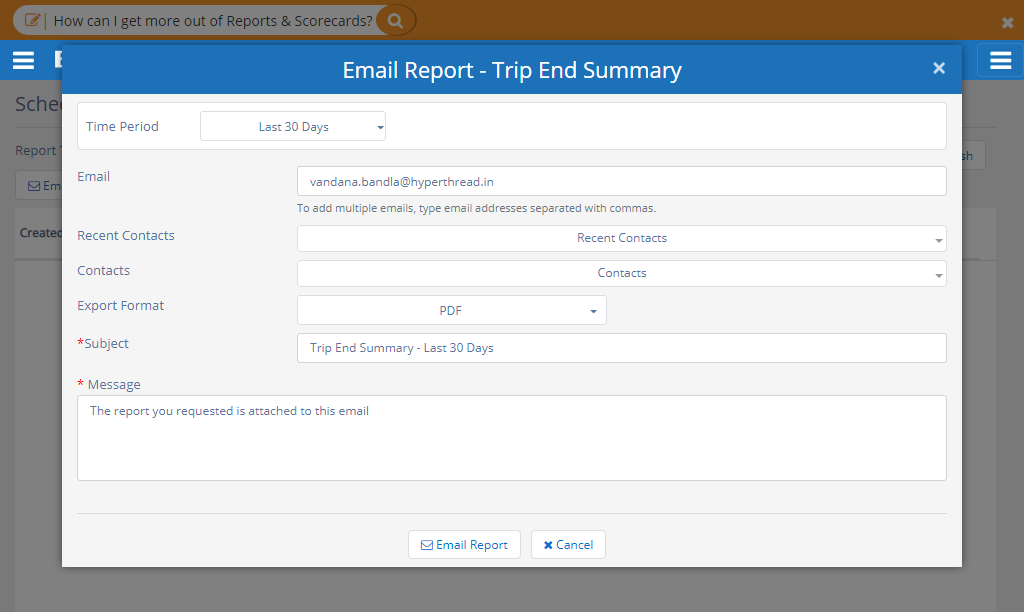 How can I get more out of Reports & Scorecards?
Email Report - Trip End Summary
Time Period
Last 30 Days
Email
vandana.bandla@hyperthread.in
To add multiple emails, type email addresses separated with commas.
Recent Contacts
Recent Contacts
Contacts
Contacts
Export Format
PDF
*Subject
Trip End Summary - Last 30 Days
* Message
The report you requested is attached to this email
Email Report
Cancel
Report
Created